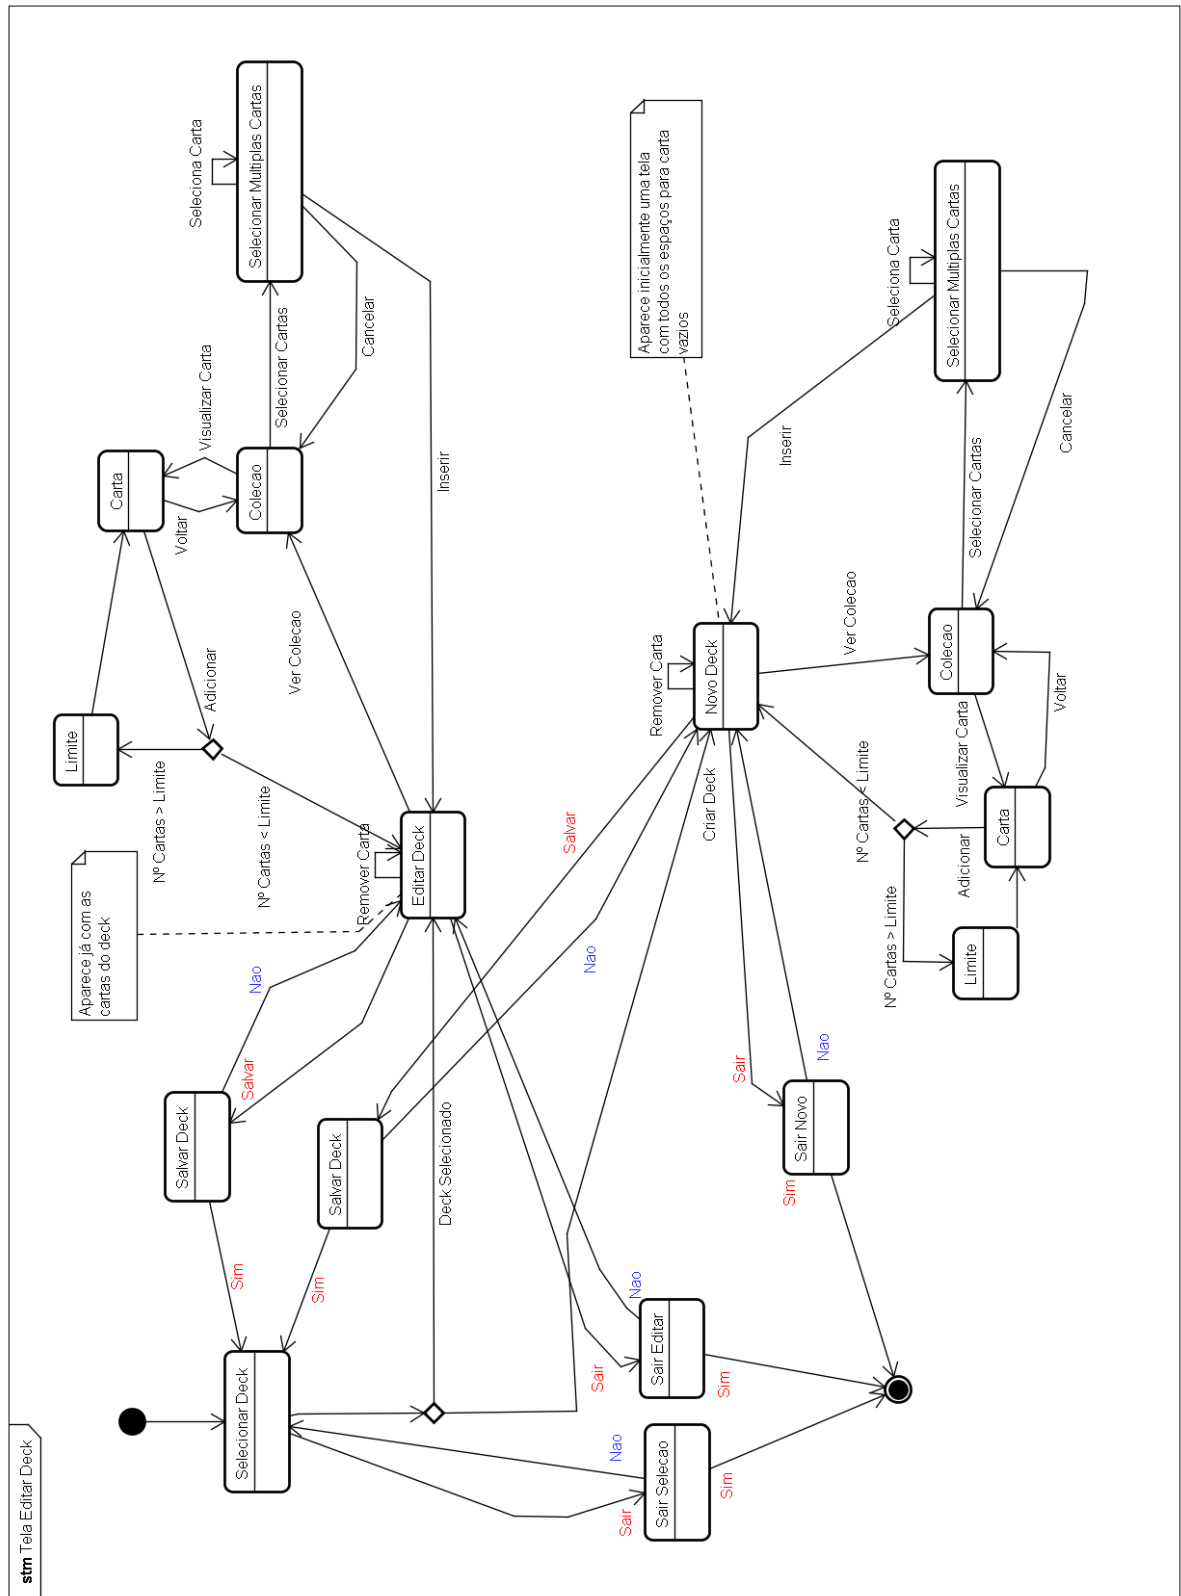 stm Tela Editar Deck
Selecionar Deck
Sair Selecao
Sair
Nao
Sim
Salvar Deck
Sim
Salvar
Nao
Salvar Deck
Sim
Deck Selecionado
Sair Editar
Sair
Nao
Sim
Sair Novo
Sair
Nao
Sim
Aparece já com as
cartas do deck
Editar Deck
Remover Carta
Nº Cartas > Limite
Nº Cartas < Limite
Limite
Adicionar
Ver Colecao
Carta
Voltar
Visualizar Carta
Colecao
Selecionar Cartas
Cancelar
Inserir
Selecionar Multiplas Cartas
Seleciona Carta
Salvar
Nao
Criar Deck
Novo Deck
Remover Carta
Aparece inicialmente uma tela
com todos os espaços para carta
vazios
Inserir
Ver Colecao
Nº Cartas < Limite
Nº Cartas > Limite
Limite
Adicionar
Carta
Visualizar Carta
Voltar
Colecao
Selecionar Cartas
Cancelar
Selecionar Multiplas Cartas
Seleciona Carta